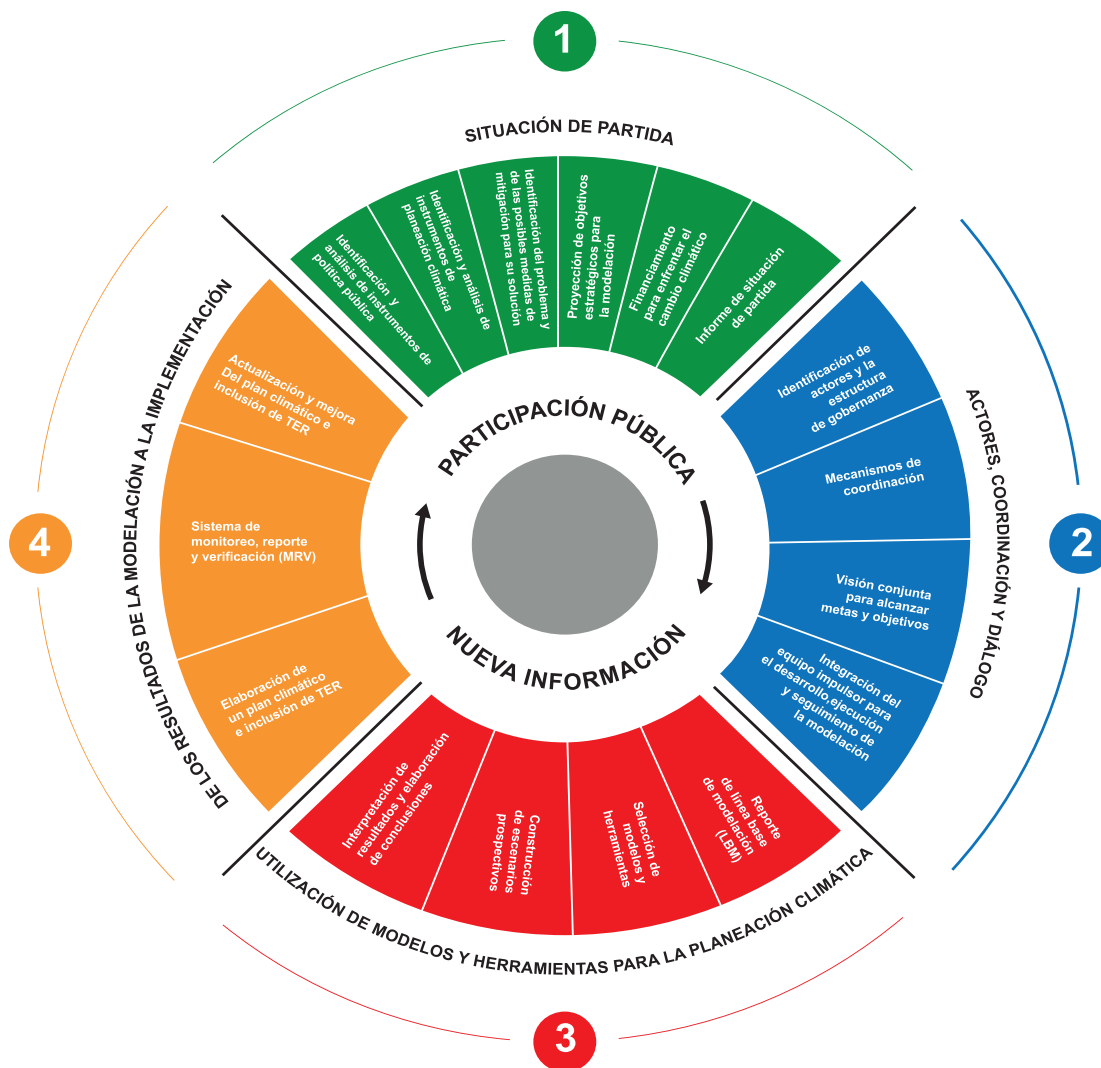 1
SITUACIÓN DE PARTIDA
Identificación y
análisis de instrumentos de
política pública
Identificación y análisis de
instrumentos de
planeación climática
Identificación del problema y
de las posibles medidas de
mitigación para su solución
Proyección de objetivos
estratégicos para
la modelación
Financiamiento
para enfrentar el
cambio climático
Informe de situación
de partida
2
ACTORES, COORDINACIÓN Y DIÁLOGO
Identificación de
actores y la
estructura
de gobernanza
Mecanismos de
coordinación
Visión conjunta
para alcanzar
metas y objetivos
Integración del
equipo impulsor para
el desarrollo,ejecución
y seguimiento de
la modelación
3
UTILIZACIÓN DE MODELOS Y HERRAMIENTAS PARA LA PLANEACIÓN CLIMÁTICA
Reporte
de línea base
de modelación
(LBM)
Selección de
modelos y
herramientas
Construcción
de escenarios
prospectivos
Interpretación de
resultados y elaboración
de conclusiones
4
DE LOS RESULTADOS DE LA MODELACIÓN A LA IMPLEMENTACIÓN
Elaboración de
un plan climático
e inclusión de TER
Sistema de
monitoreo, reporte
y verificación (MRV)
Actualización y mejora
Del plan climático e
inclusión de TER
PARTICIPACIÓN PÚBLICA
NUEVA INFORMACIÓN